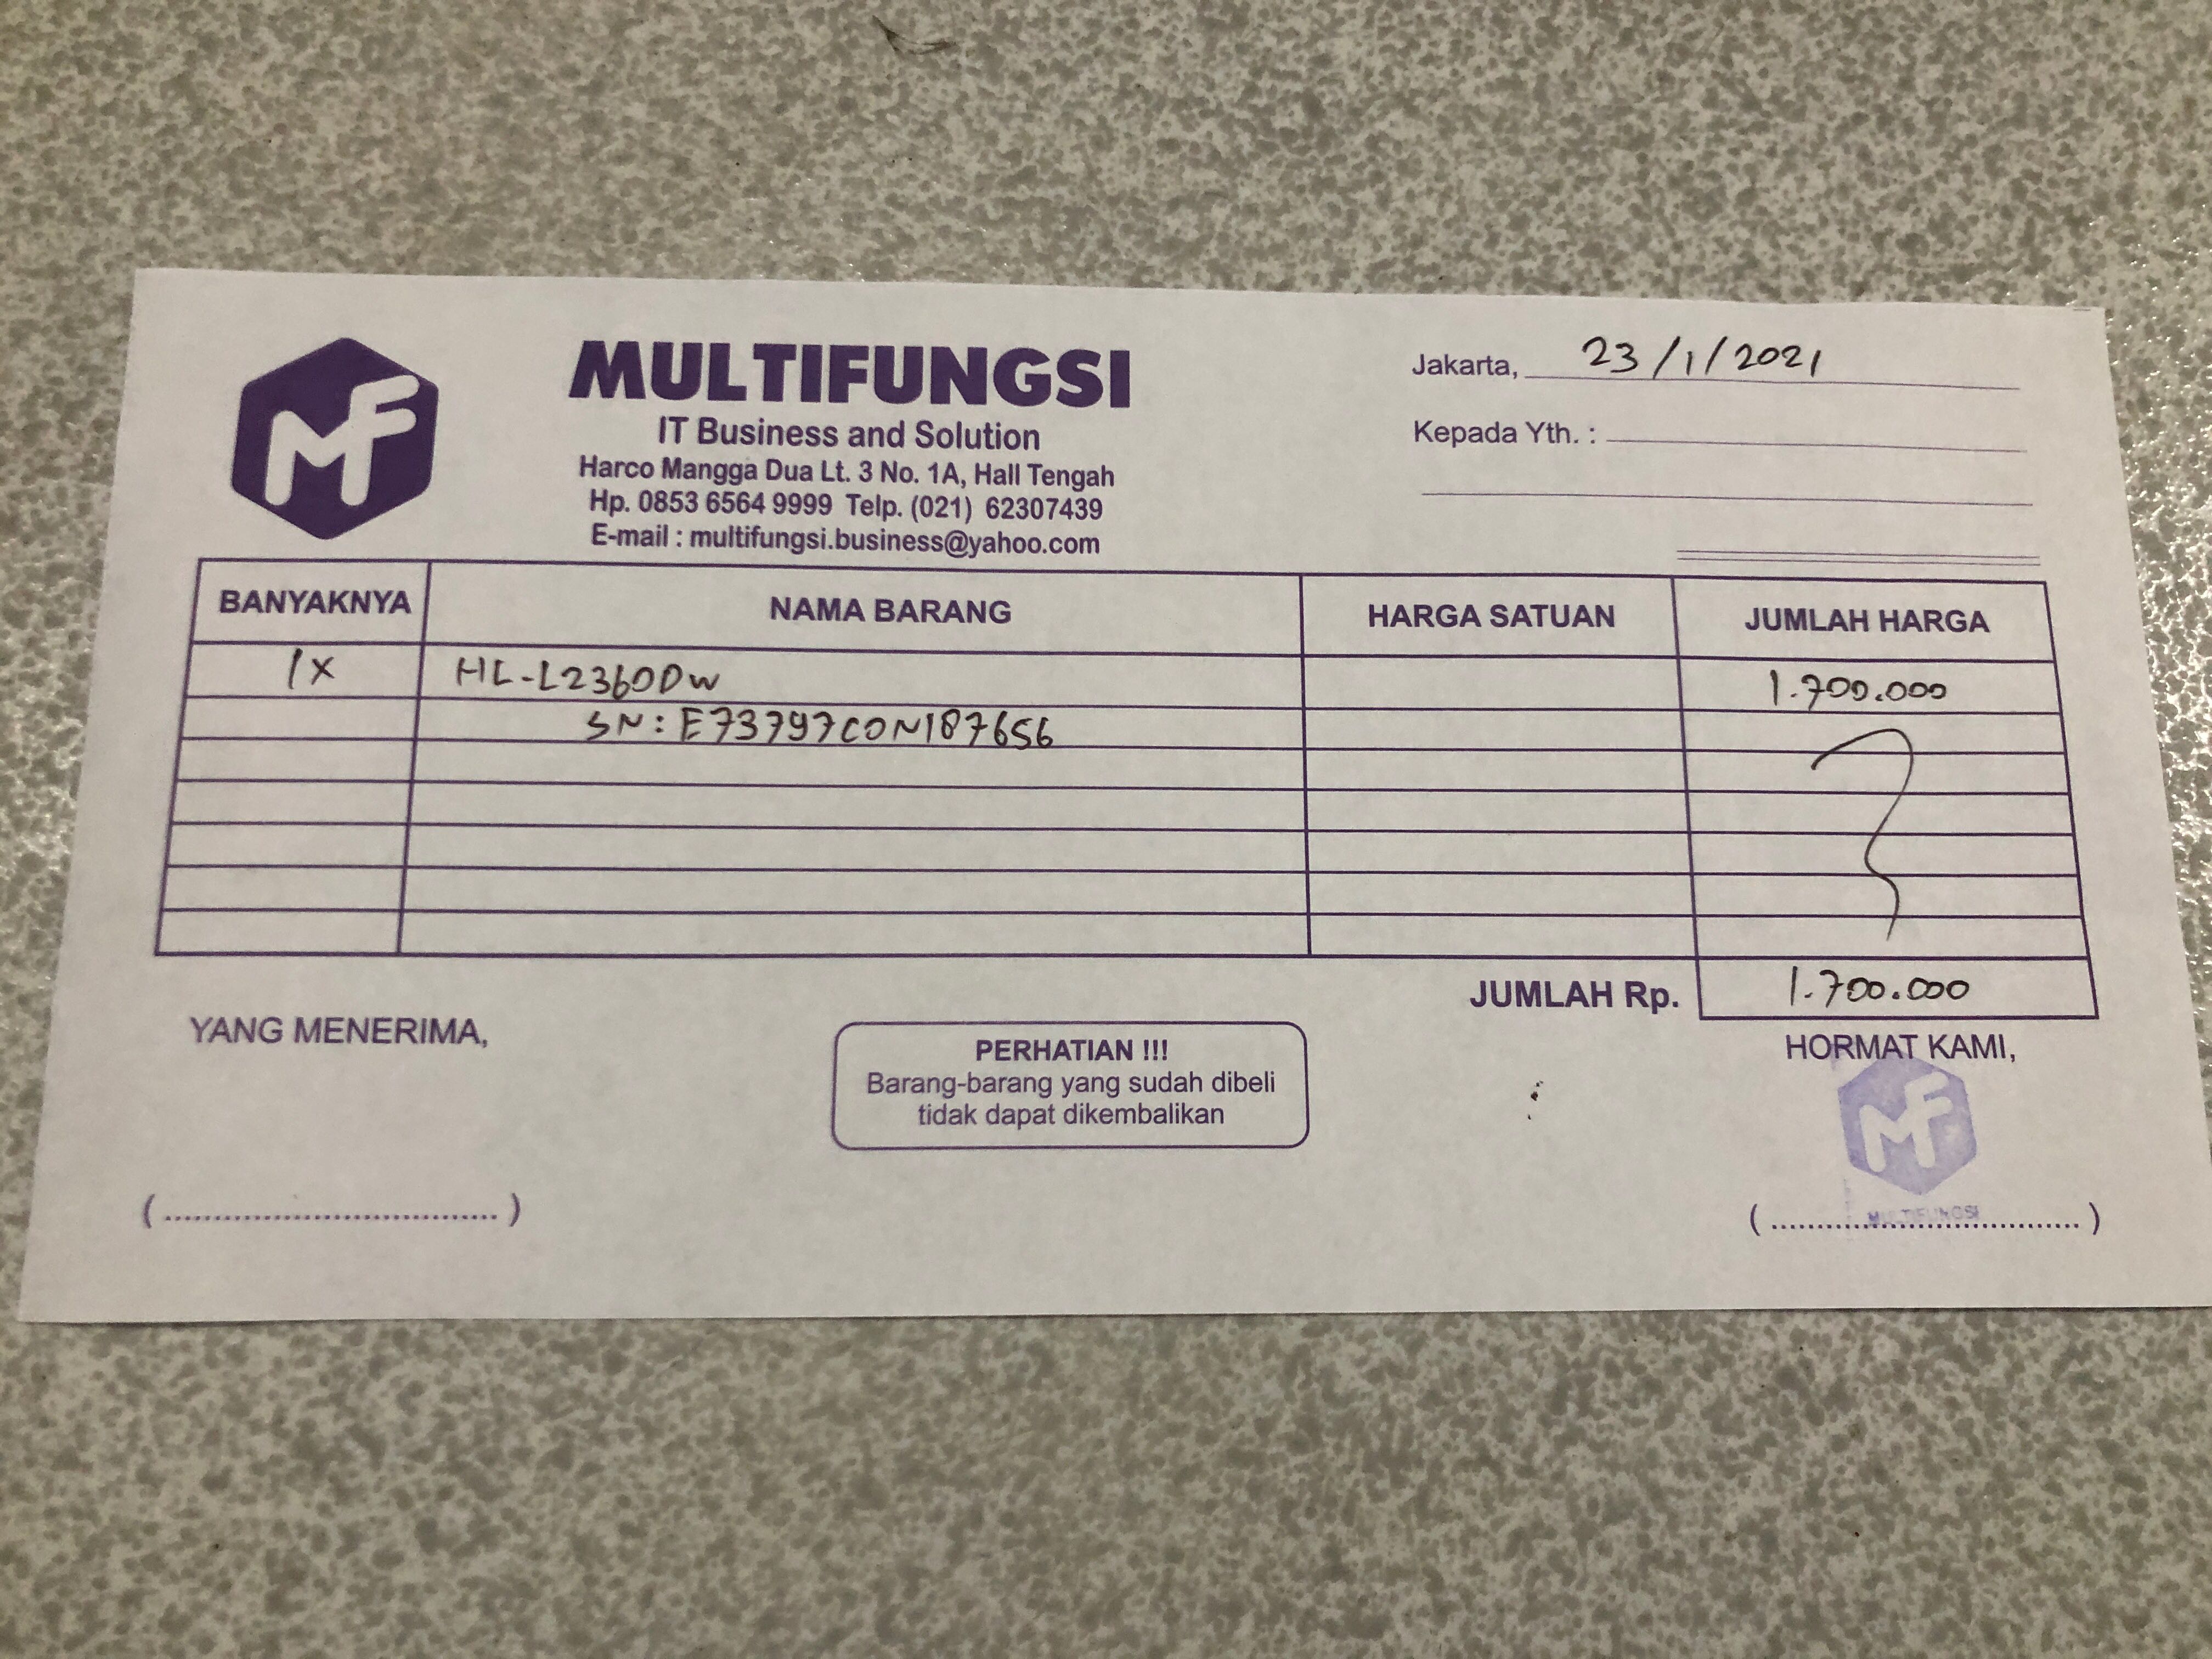 MF
MULTIFUNGSI
IT Business and Solution
Harco Mangga Dua Lt. 3 No. 1A, Hall Tengah
Hp. 0853 6564 9999 Telp. (021) 62307439
E-mail : multifungsi.business@yahoo.com
Jakarta, 23/1/2021
Kepada Yth. :
BANYAKNYA NAMA BARANG HARGA SATUAN JUMLAH HARGA
1X HL-L2360DW 1.700.000
SN: E73797C0N187656
JUMLAH Rp. 1.700.000
YANG MENERIMA,
PERHATIAN !!!
Barang-barang yang sudah dibeli
tidak dapat dikembalikan
HORMAT KAMI,
MF
MULTIFUNGSI